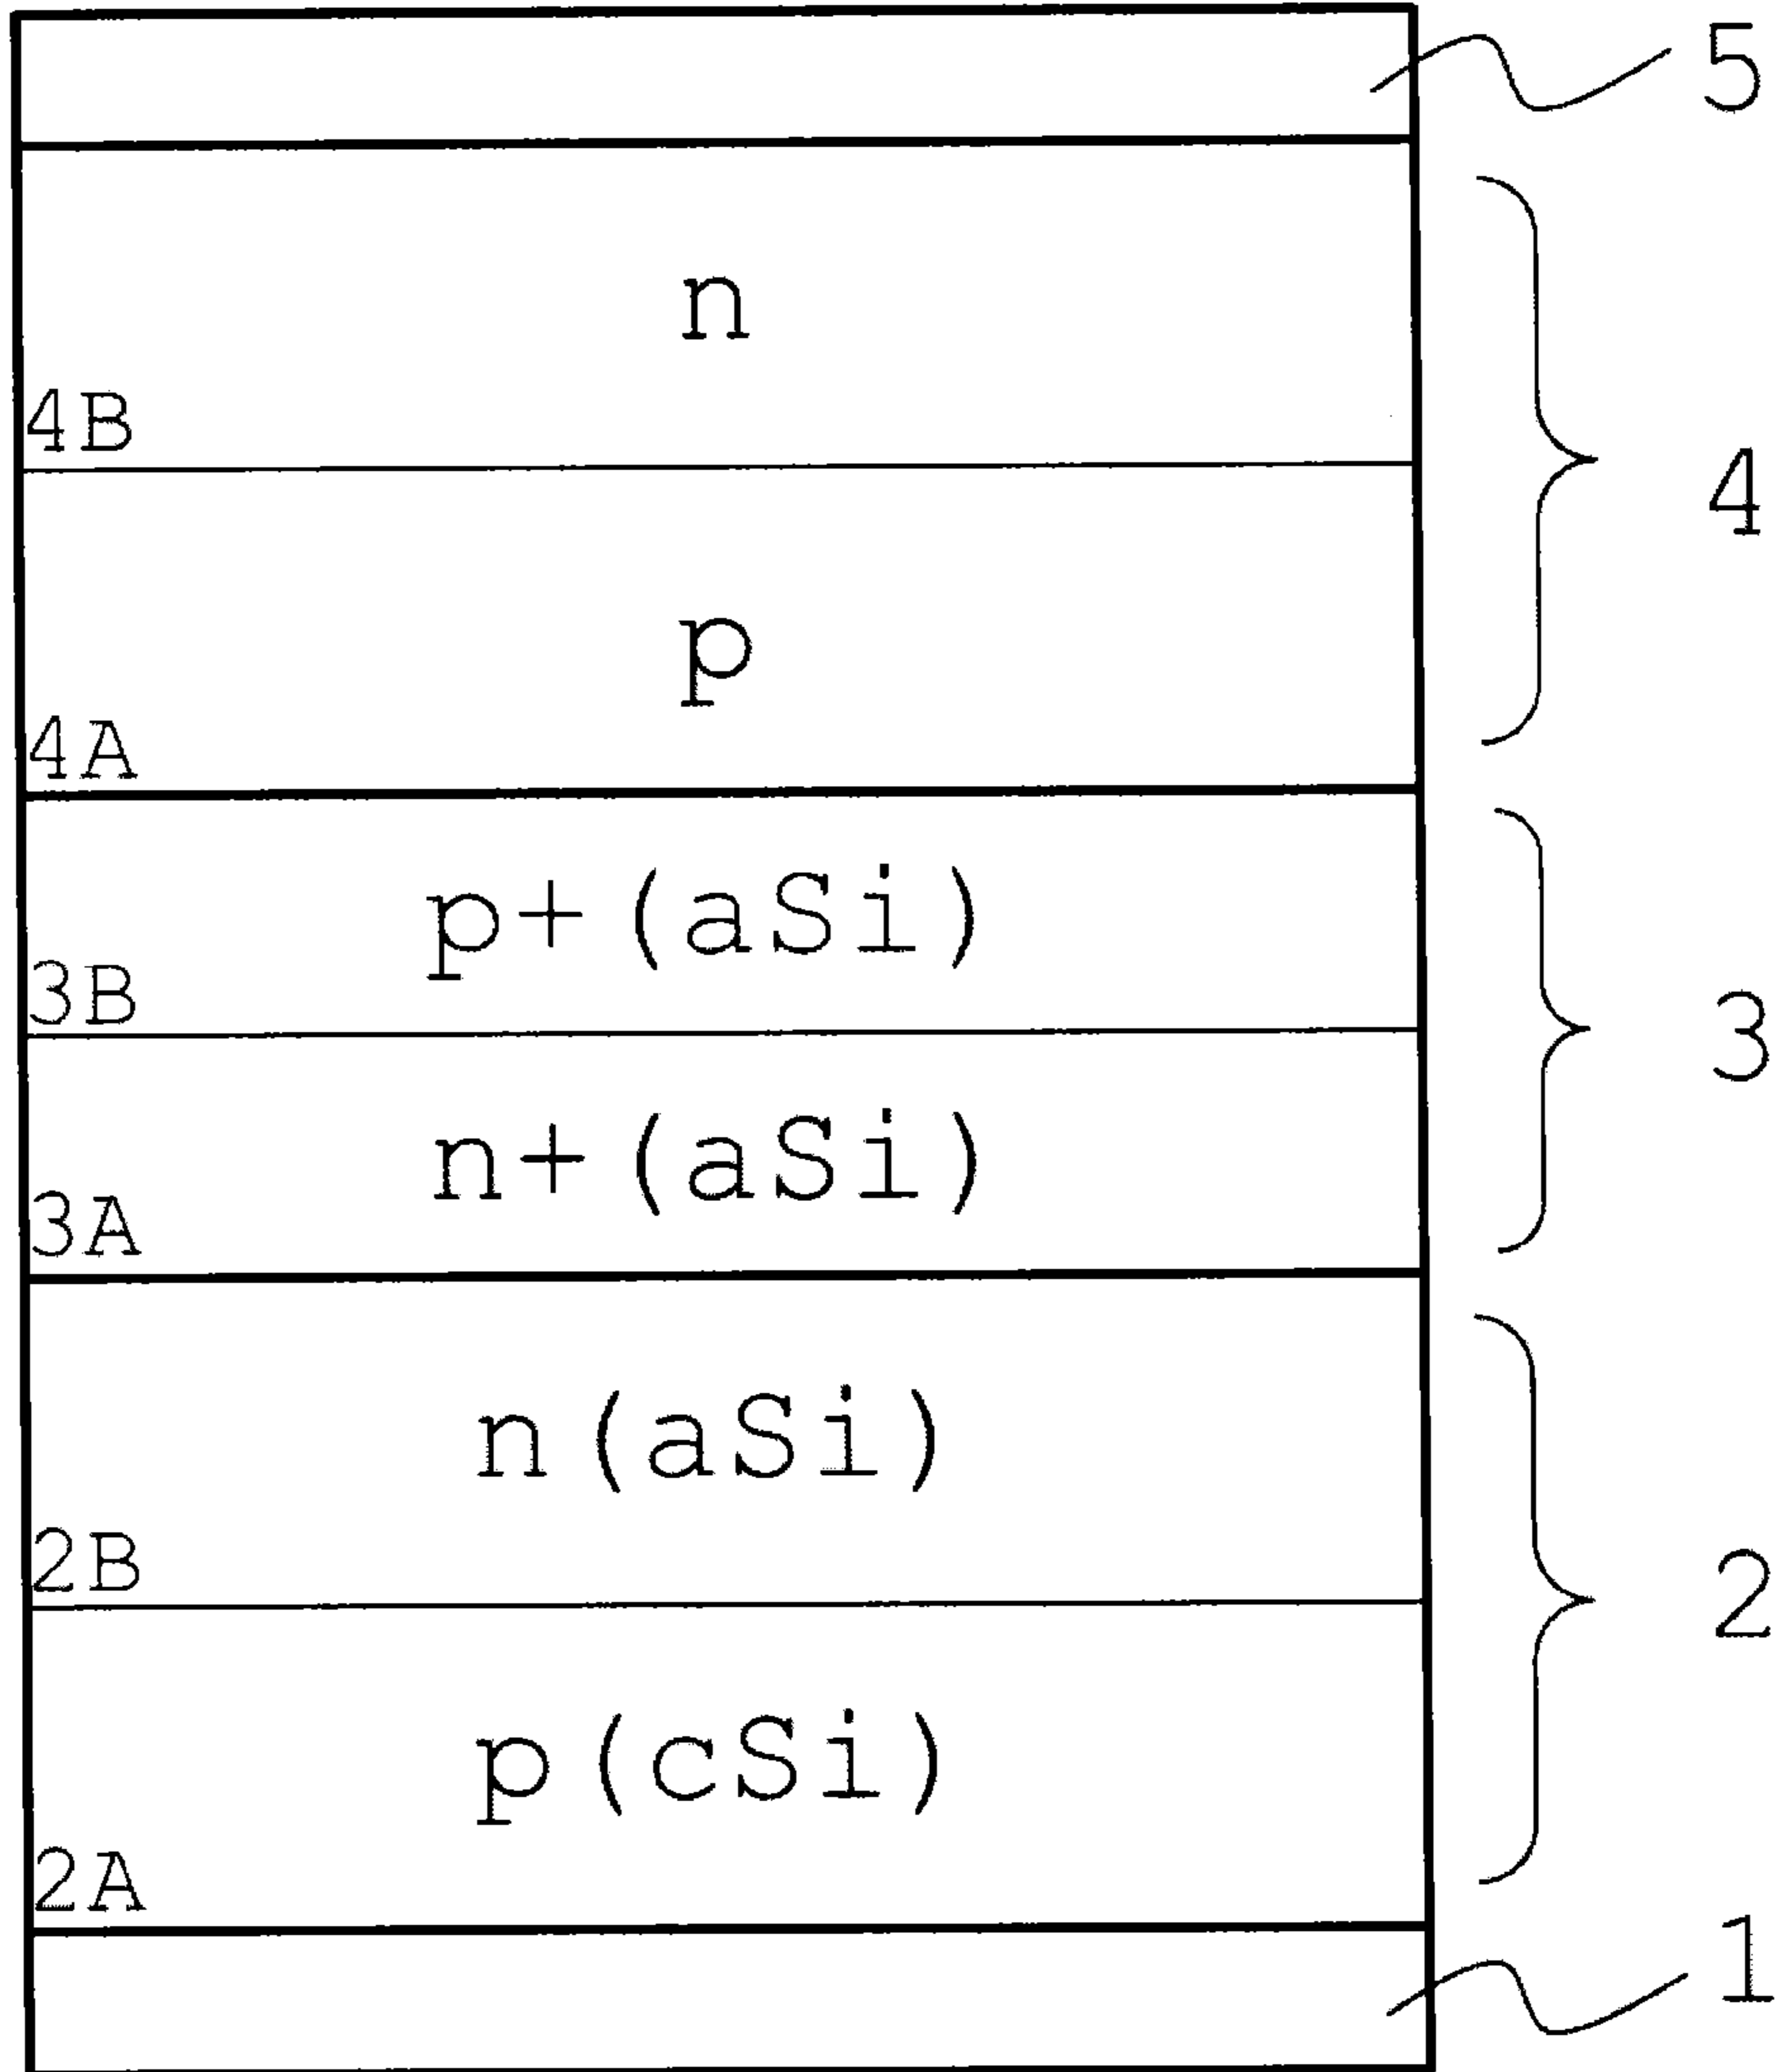 5
n
4B
4
p
4A
p+(aSi)
3B
3
n+(aSi)
3A
n(aSi)
2B
2
p(cSi)
2A
1